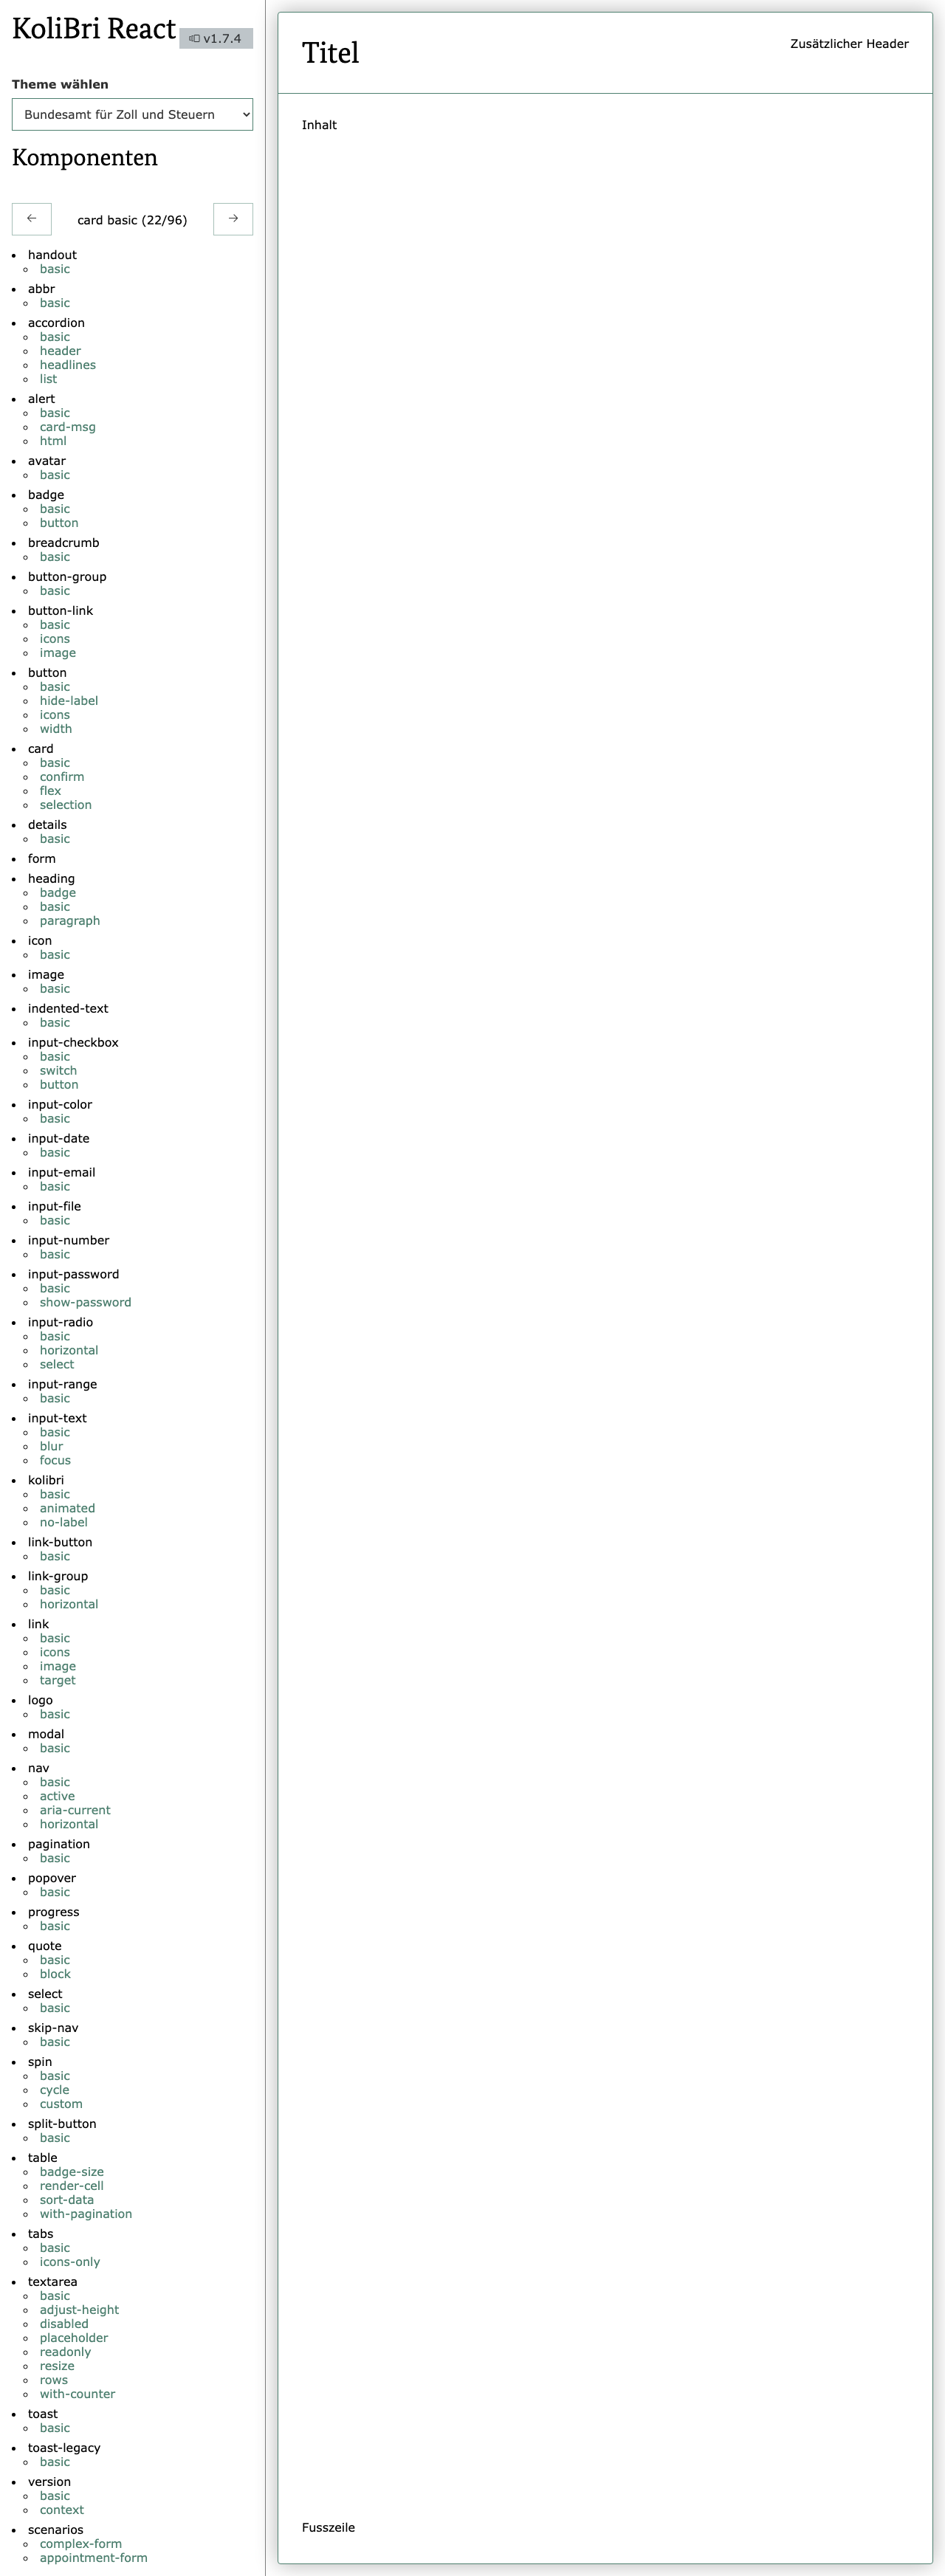 KoliBri React v1.7.4
Theme wählen
Bundesamt für Zoll und Steuern
Komponenten
← card basic (22/96) →
handout
basic
abbr
basic
accordion
basic
header
headlines
list
alert
basic
card-msg
html
avatar
basic
badge
basic
button
breadcrumb
basic
button-group
basic
button-link
basic
icons
image
button
basic
hide-label
icons
width
card
basic
confirm
flex
selection
details
basic
form
heading
badge
basic
paragraph
icon
basic
image
basic
indented-text
basic
input-checkbox
basic
switch
button
input-color
basic
input-date
basic
input-email
basic
input-file
basic
input-number
basic
input-password
basic
show-password
input-radio
basic
horizontal
select
input-range
basic
input-text
basic
blur
focus
kolibri
basic
animated
no-label
link-button
basic
link-group
basic
horizontal
link
basic
icons
image
target
logo
basic
modal
basic
nav
basic
active
aria-current
horizontal
pagination
basic
popover
basic
progress
basic
quote
basic
block
select
basic
skip-nav
basic
spin
basic
cycle
custom
split-button
basic
table
badge-size
render-cell
sort-data
with-pagination
tabs
basic
icons-only
textarea
basic
adjust-height
disabled
placeholder
readonly
resize
rows
with-counter
toast
basic
toast-legacy
basic
version
basic
context
scenarios
complex-form
appointment-form
Titel
Zusätzlicher Header
Inhalt
Fusszeile